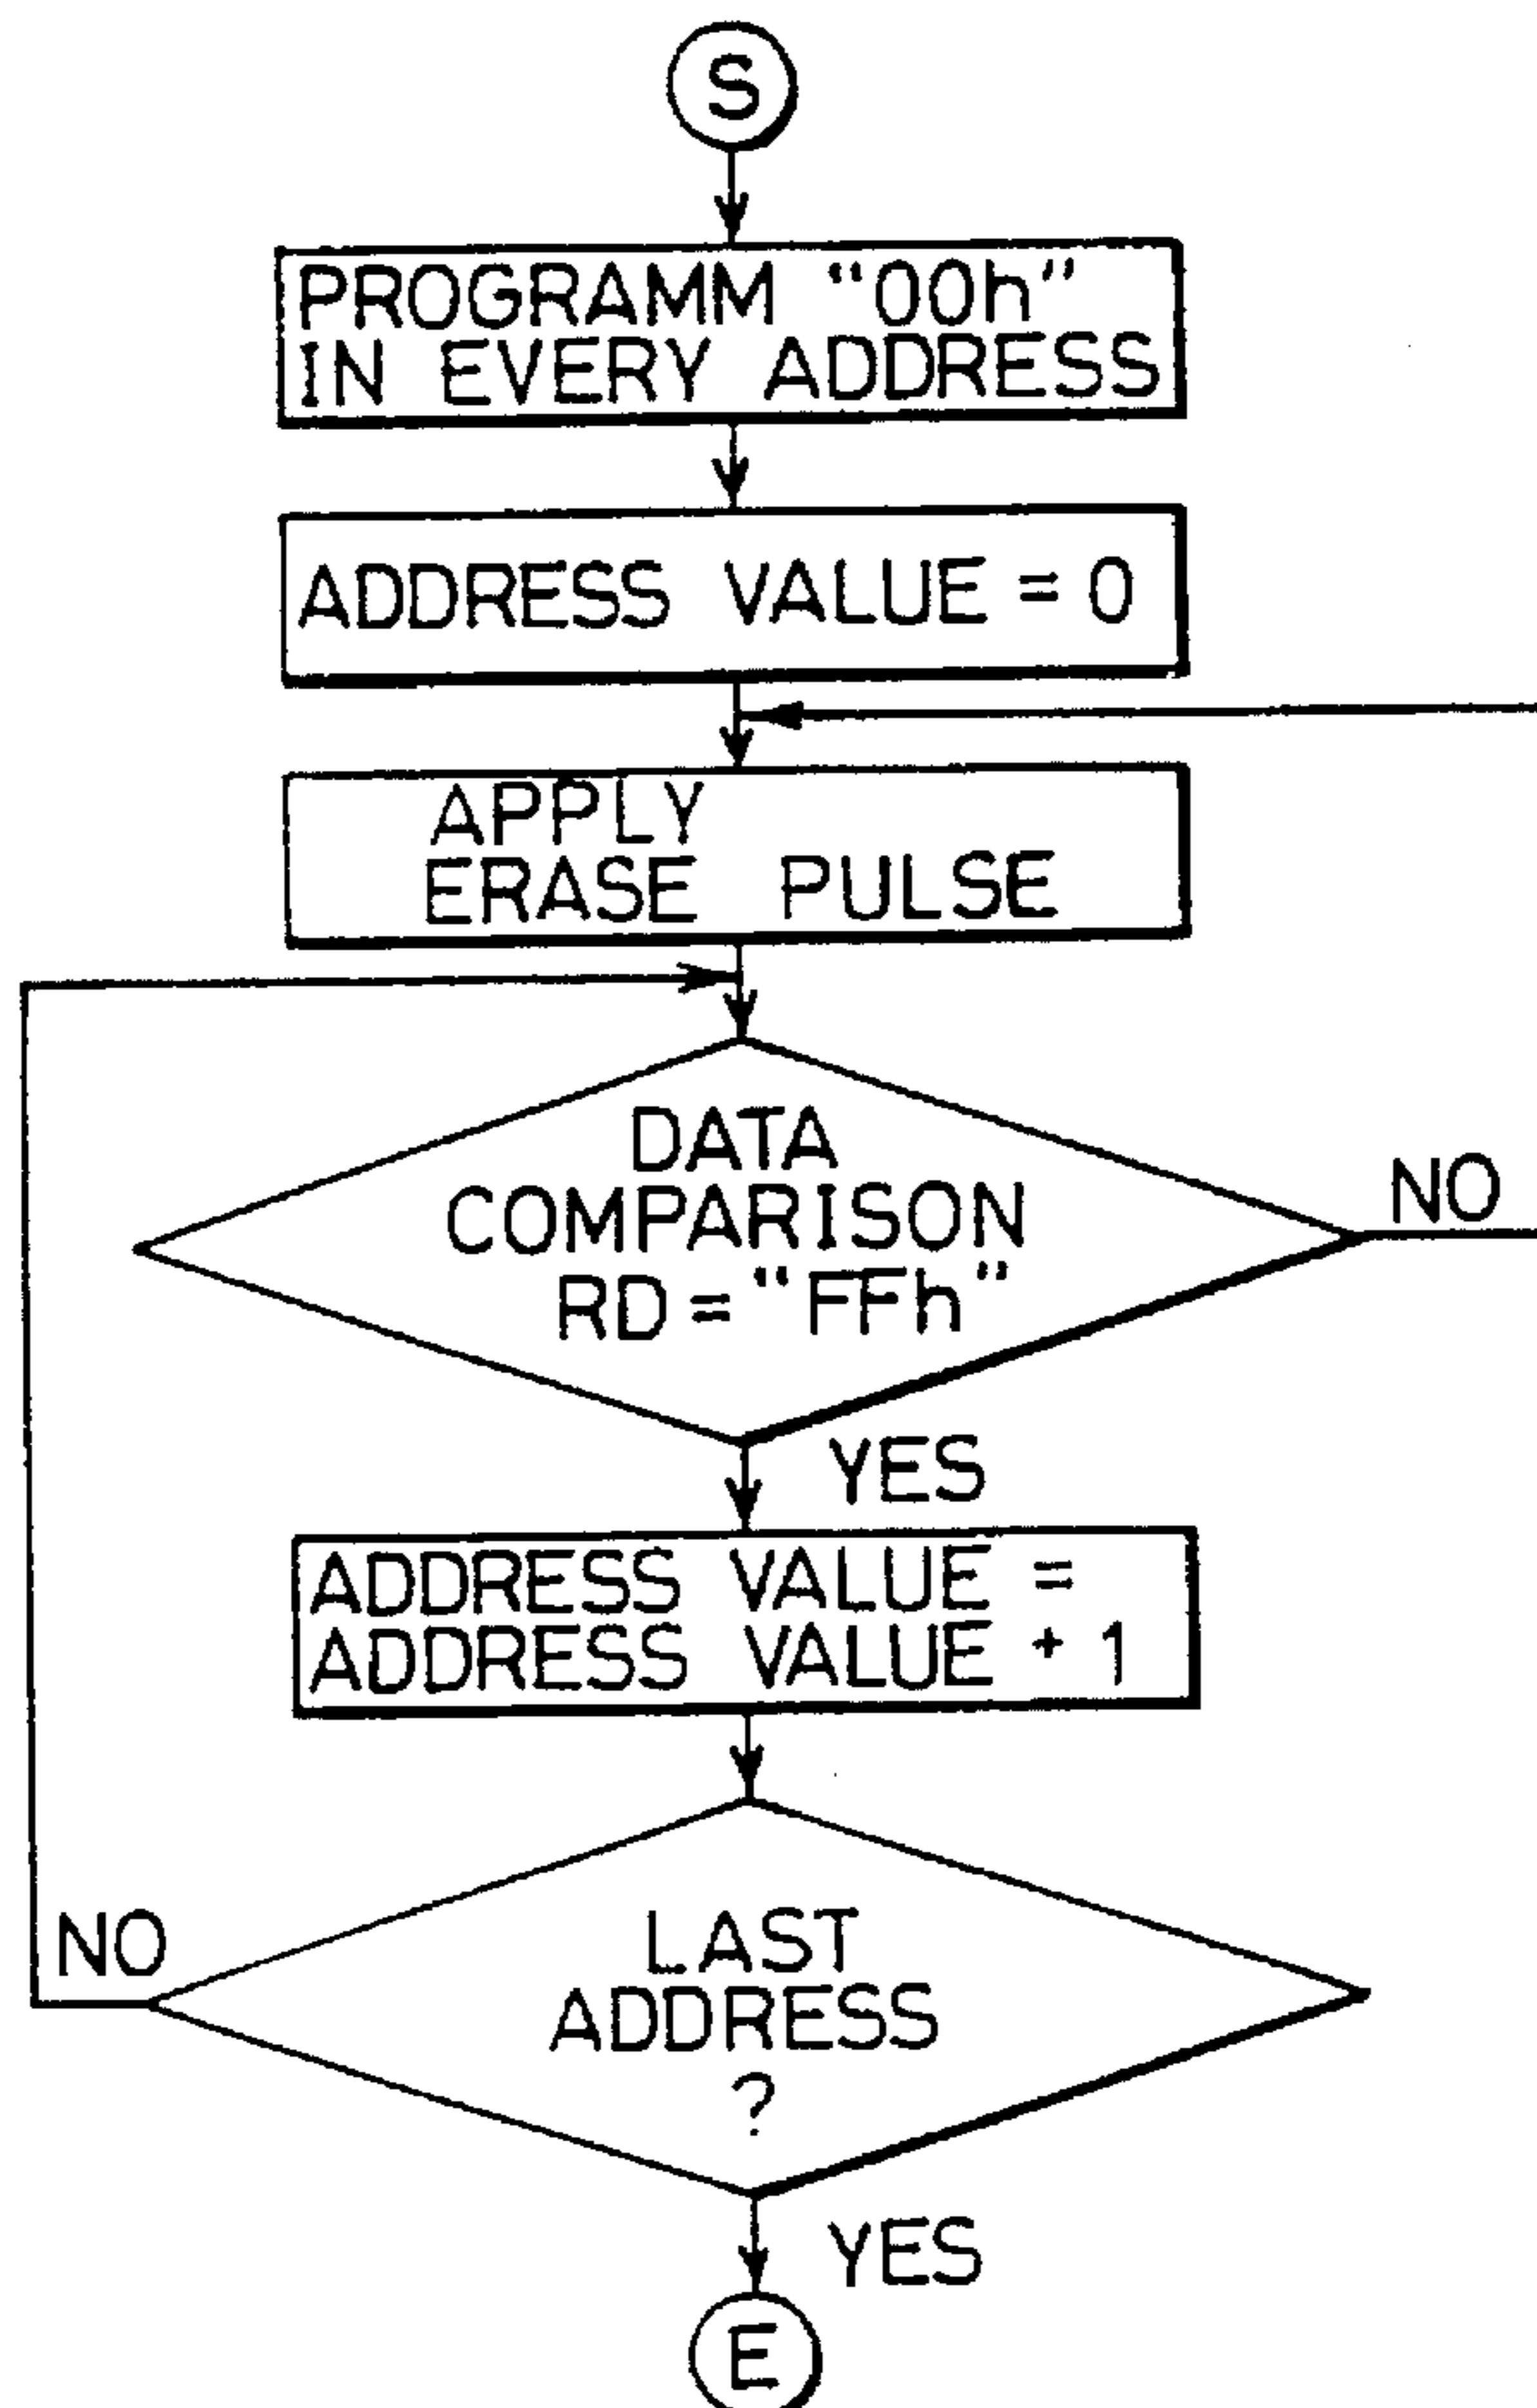 S
PROGRAMM “00h”
IN EVERY ADDRESS
ADDRESS VALUE = 0
APPLY
ERASE PULSE
DATA
COMPARISON
RD = “FFh”
NO
YES
ADDRESS VALUE =
ADDRESS VALUE + 1
NO
LAST
ADDRESS
?
YES
E